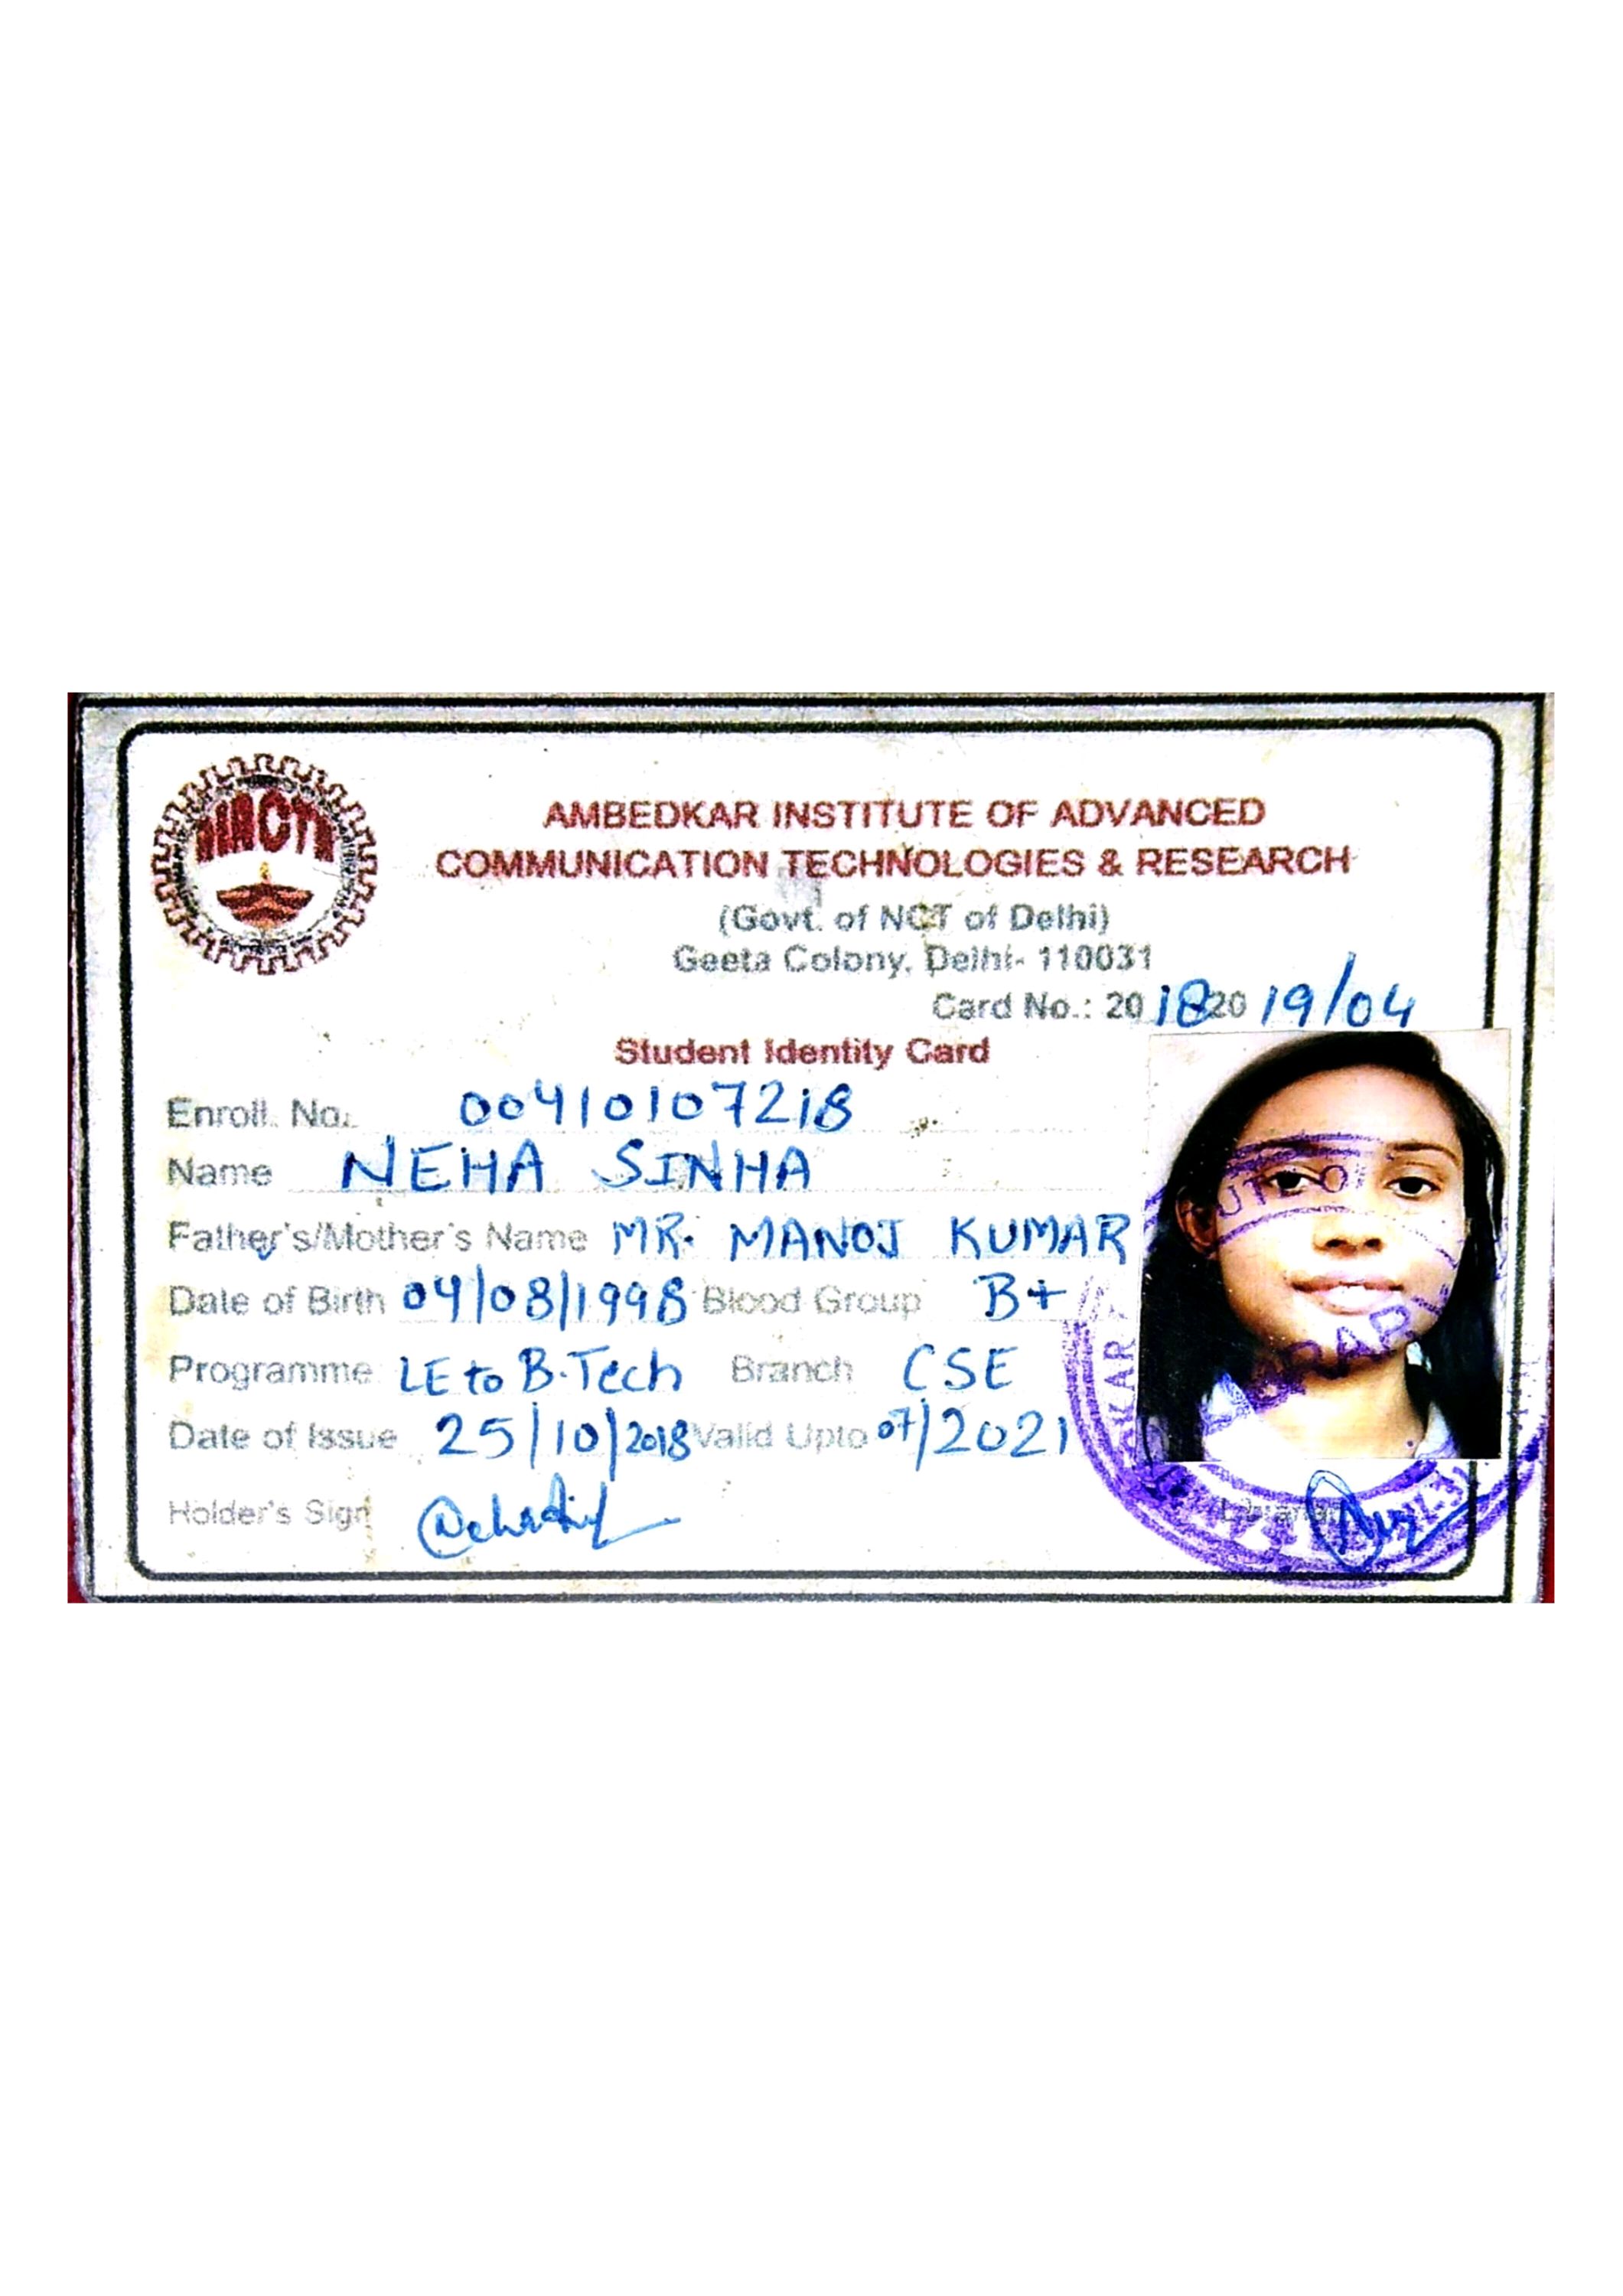 AIACTR
AMBEDKAR INSTITUTE OF ADVANCED
COMMUNICATION TECHNOLOGIES & RESEARCH
(Govt. of NCT of Delhi)
Geeta Colony, Delhi- 110031
Card No.: 20 18 20 19/04
Student Identity Card
Enroll. No. 00410107218
Name NEHA SINHA
Father's/Mother's Name MR. MANOJ KUMAR
Date of Birth 04/08/1998 Blood Group B+
Programme LE to B.Tech Branch CSE
Date of Issue 25/10/2018 Valid Upto 07/2021
Holder's Sign